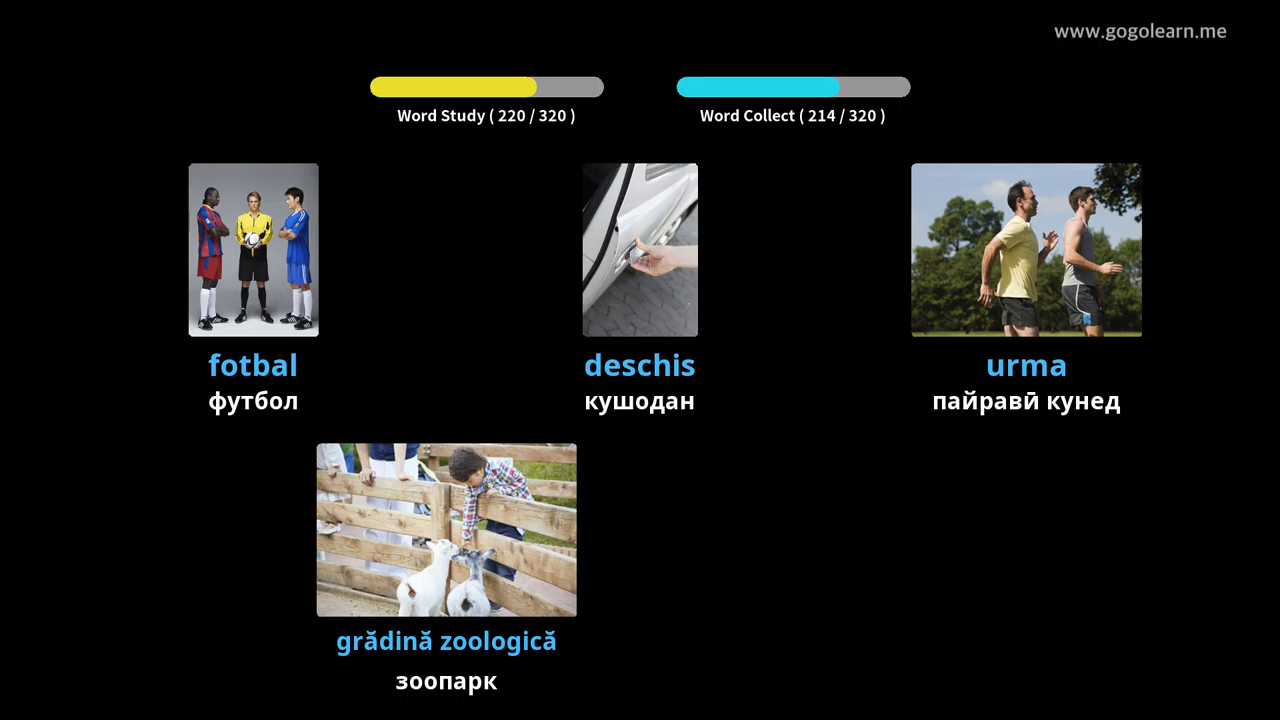 www.gogolearn.me
Word Study ( 220 / 320 )
Word Collect ( 214 / 320 )
fotbal
футбол
deschis
кушодан
urma
пайравӣ кунед
grădină zoologică
зоопарк